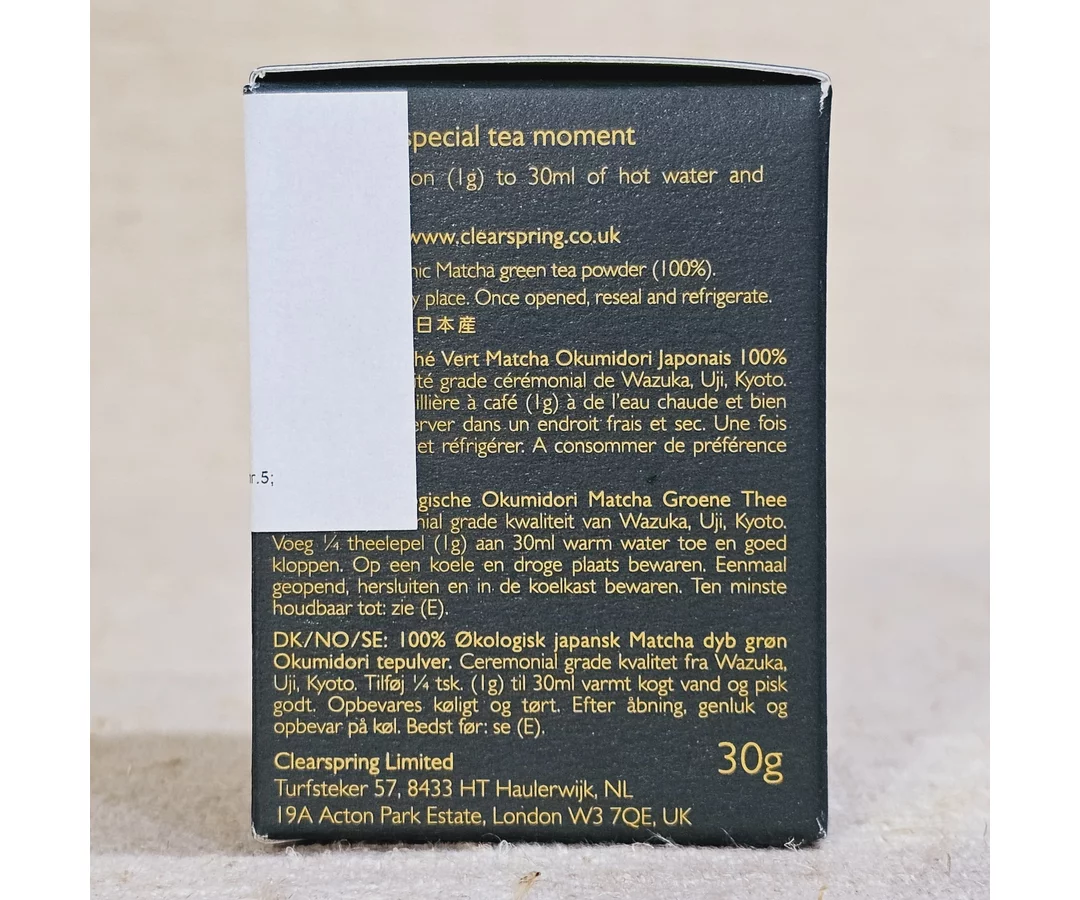 special tea moment
(1g) to 30ml of hot water and
www.clearspring.co.uk
Matcha green tea powder (100%).
place. Once opened, reseal and refrigerate.
日本産
Vert Matcha Okumidori Japonais 100%
grade cérémonial de Wazuka, Uji, Kyoto.
à café (1g) à de l'eau chaude et bien
dans un endroit frais et sec. Une fois
et réfrigérer. A consommer de préférence
r.5;
Okumidori Matcha Groene Thee
grade kwaliteit van Wazuka, Uji, Kyoto.
Voeg ¼ theelepel (1g) aan 30ml warm water toe en goed
kloppen. Op een koele en droge plaats bewaren. Eenmaal
geopend, hersluiten en in de koelkast bewaren. Ten minste
houdbaar tot: zie (E).
DK/NO/SE: 100% Økologisk japansk Matcha dyb grøn
Okumidori tepulver. Ceremonial grade kvalitet fra Wazuka,
Uji, Kyoto. Tilføj ¼ tsk. (1g) til 30ml varmt kogt vand og pisk
godt. Opbevares køligt og tørt. Efter åbning, genluk og
opbevar på køl. Bedst før: se (E).
Clearspring Limited
30g
Turfsteker 57, 8433 HT Haulerwijk, NL
19A Acton Park Estate, London W3 7QE, UK